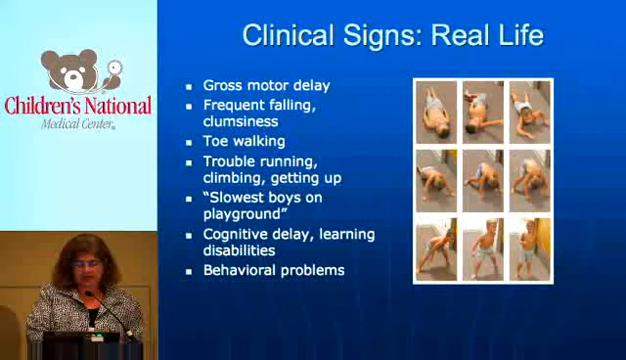 Clinical Signs: Real Life
Children's National
Medical Center
Gross motor delay
Frequent falling,
clumsiness
Toe walking
Trouble running,
climbing, getting up
"Slowest boys on
playground"
Cognitive delay, learning
disabilities
Behavioral problems